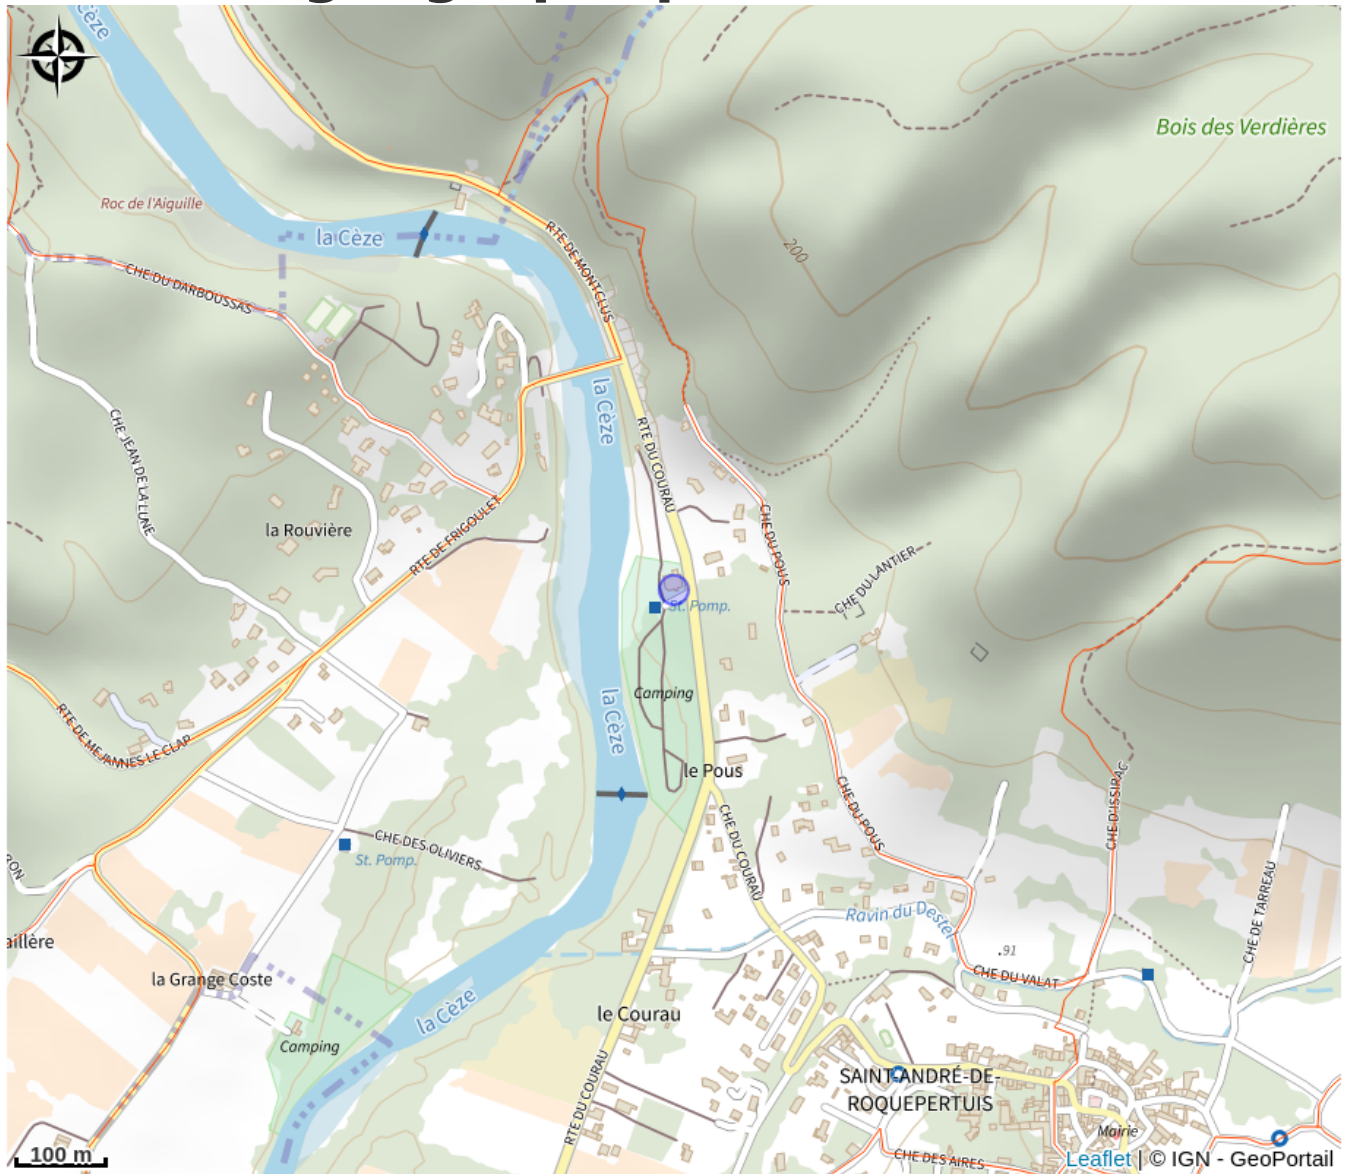 Cèze
Bois des Verdières
Roc de l'Aiguille
la Cèze
RTE DE MONTCLUS
200
CHE DU DARBOUSSAS
la Cèze
CHE JEAN DE LA LUNE
RTE DU COURAU
la Rouvière
RTE DE FRIGOULET
CHE DU POUS
CHE DU LANTIER
St. Pomp.
Camping
la Cèze
RTE DE MEJANNES LE CLAP
le Pous
CHE D'ISSIRAC
CHE DU POUS
CHE DU COURAU
CHE DES OLIVIERS
St. Pomp.
RON
CHE DE TARREAU
Ravin du Destel
aillère
.91
CHE DU VALAT
la Grange Coste
la Cèze
le Courau
Camping
SAINT-ANDRÉ-DE-
ROQUEPERTUIS
RTE DU COURAU
Mairie
100 m
CHE DES AIRES
Leaflet | © IGN - GeoPortail